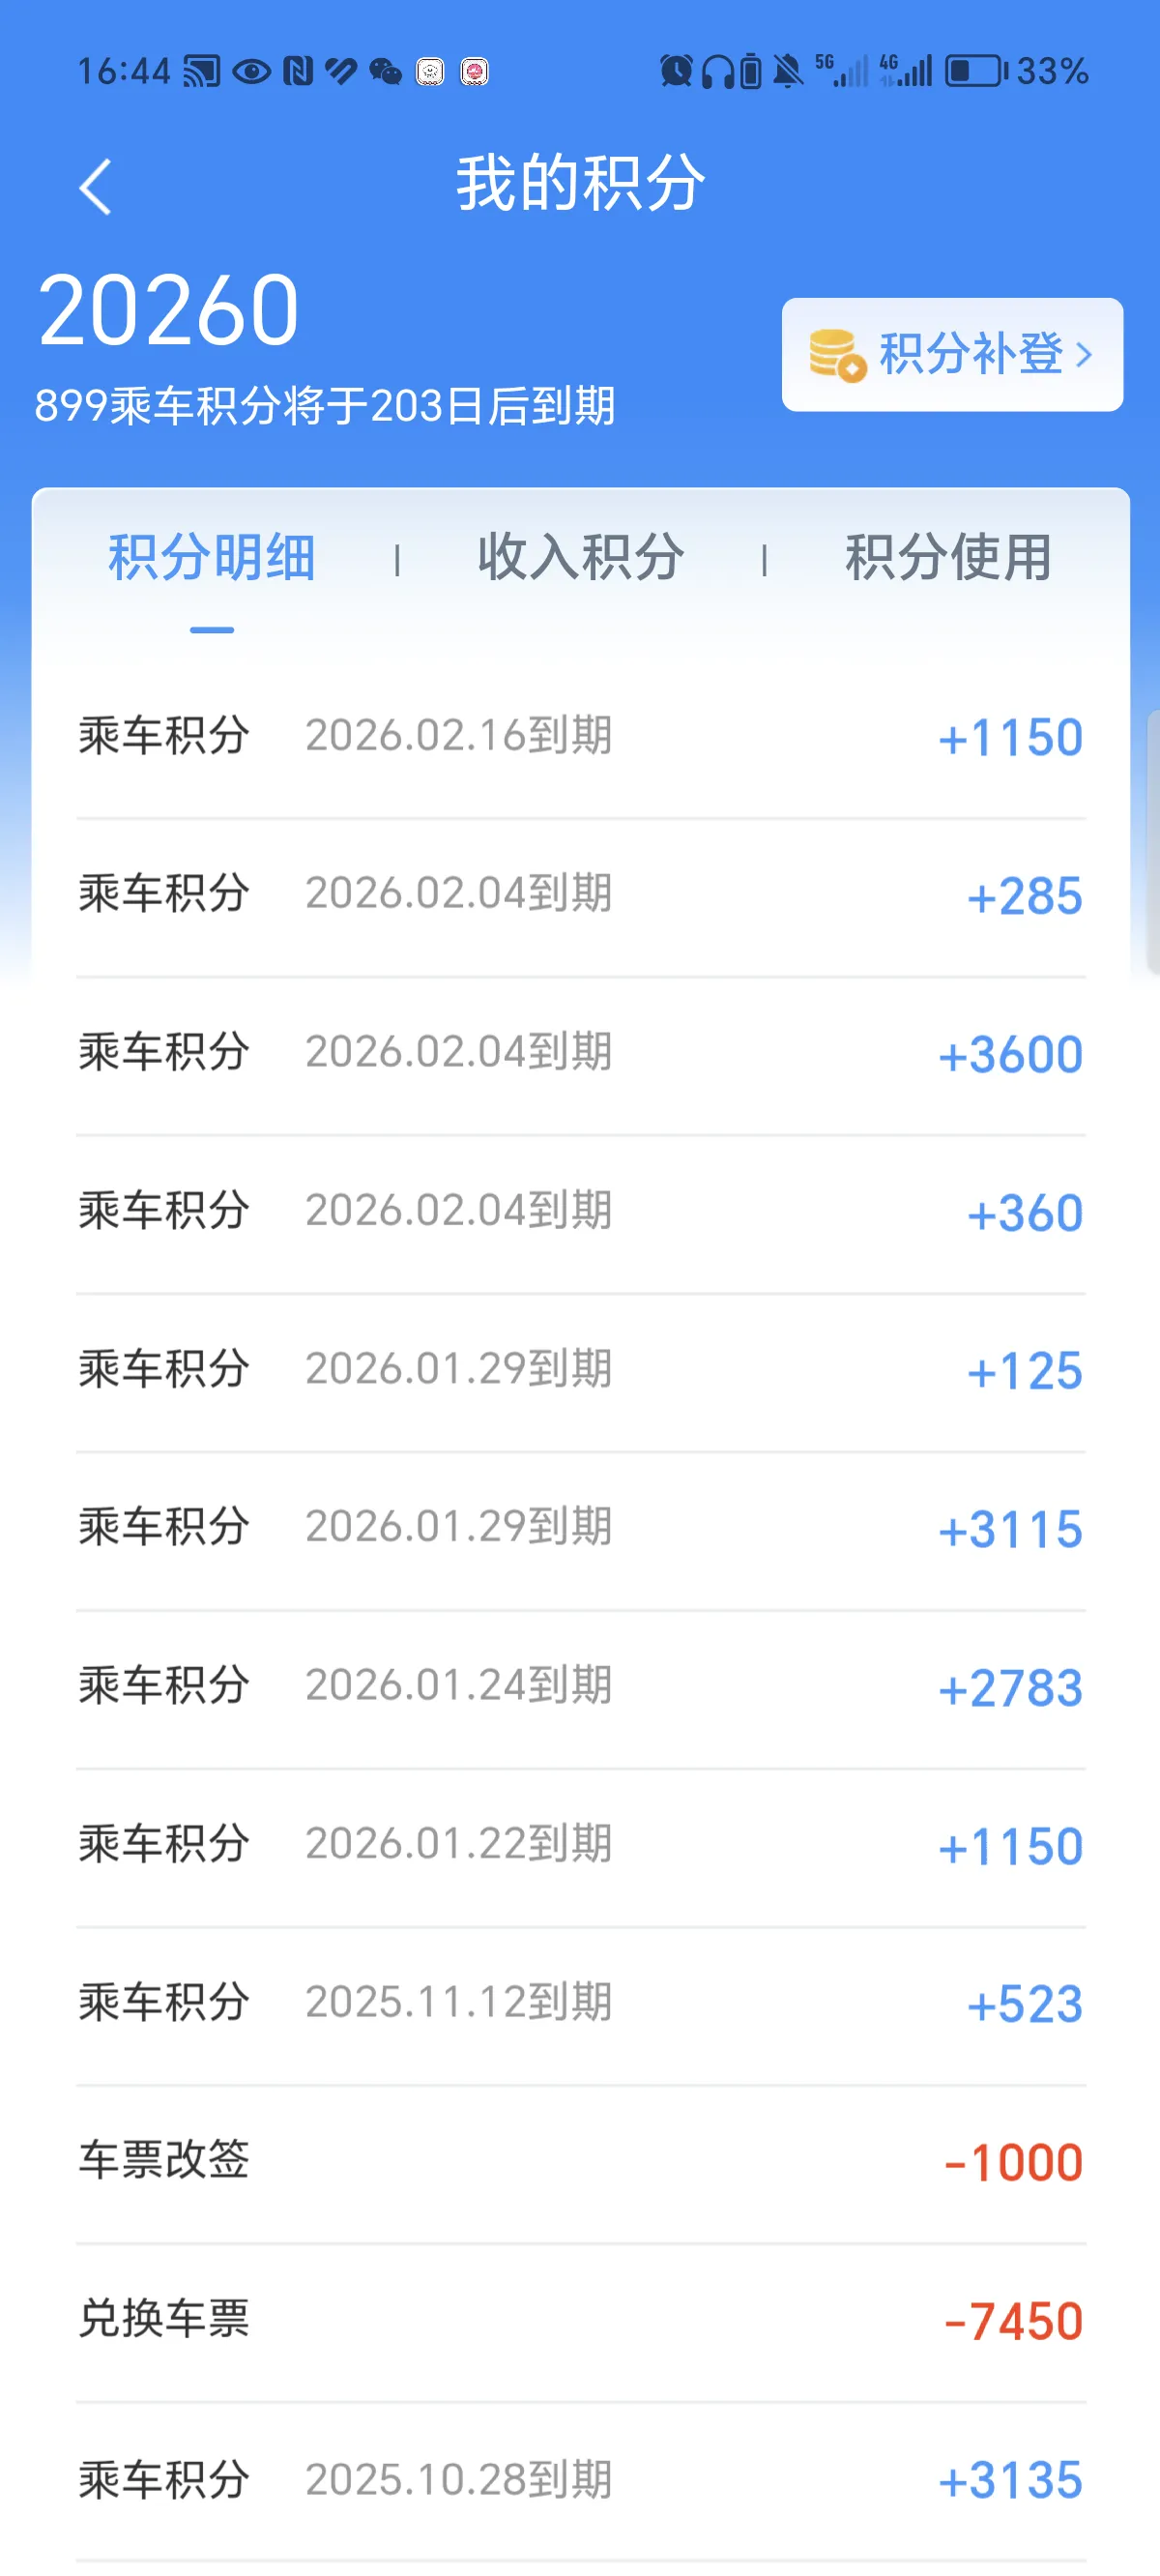 16:44 5G 4G 33%
我的积分
20260
899乘车积分将于203日后到期
积分补登
积分明细 | 收入积分 | 积分使用
乘车积分 2026.02.16到期 +1150
乘车积分 2026.02.04到期 +285
乘车积分 2026.02.04到期 +3600
乘车积分 2026.02.04到期 +360
乘车积分 2026.01.29到期 +125
乘车积分 2026.01.29到期 +3115
乘车积分 2026.01.24到期 +2783
乘车积分 2026.01.22到期 +1150
乘车积分 2025.11.12到期 +523
车票改签 -1000
兑换车票 -7450
乘车积分 2025.10.28到期 +3135